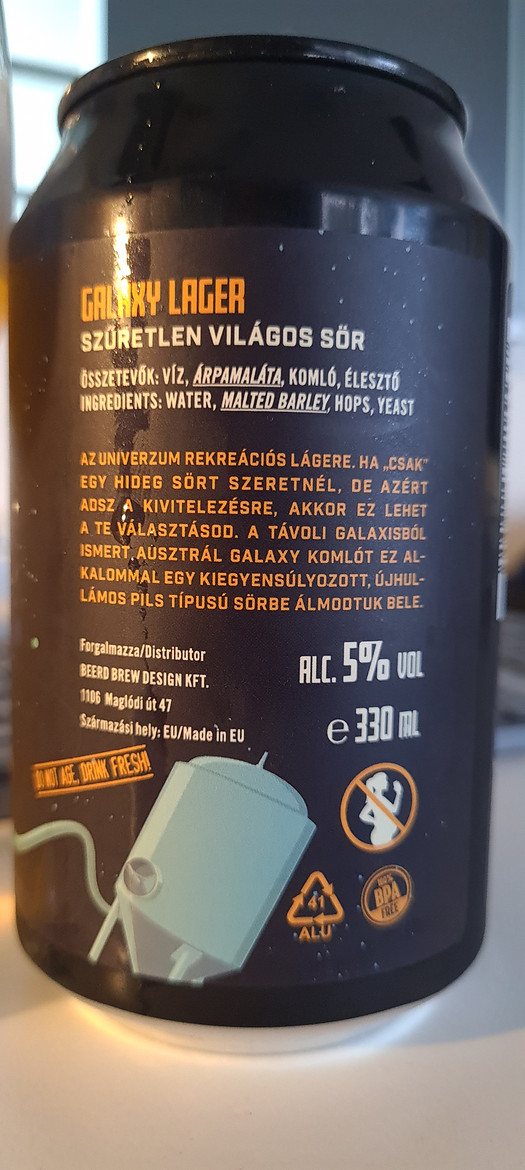 GALAXY LAGER
SZŰRETLEN VILÁGOS SÖR
ÖSSZETEVŐK: VÍZ, ÁRPAMALÁTA, KOMLÓ, ÉLESZTŐ
INGREDIENTS: WATER, MALTED BARLEY, HOPS, YEAST
AZ UNIVERZUM REKREÁCIÓS LÁGERE. HA „CSAK”
EGY HIDEG SÖRT SZERETNÉL, DE AZÉRT
ADSZ A KIVITELEZÉSRE, AKKOR EZ LEHET
A TE VÁLASZTÁSOD. A TÁVOLI GALAXISBÓL
ISMERT AUSZTRÁL GALAXY KOMLÓT EZ AL-
KALOMMAL EGY KIEGYENSÚLYOZOTT, ÚJHUL-
LÁMOS PILS TÍPUSÚ SÖRBE ÁLMODTUK BELE.
Forgalmazza/Distributor
BEERD BREW DESIGN KFT.
1106 Maglódi út 47
Származási hely: EU/Made in EU
ALC. 5% VOL
e 330 ML
DO NOT AGE, DRINK FRESH!
41
ALU
100%
BPA
FREE